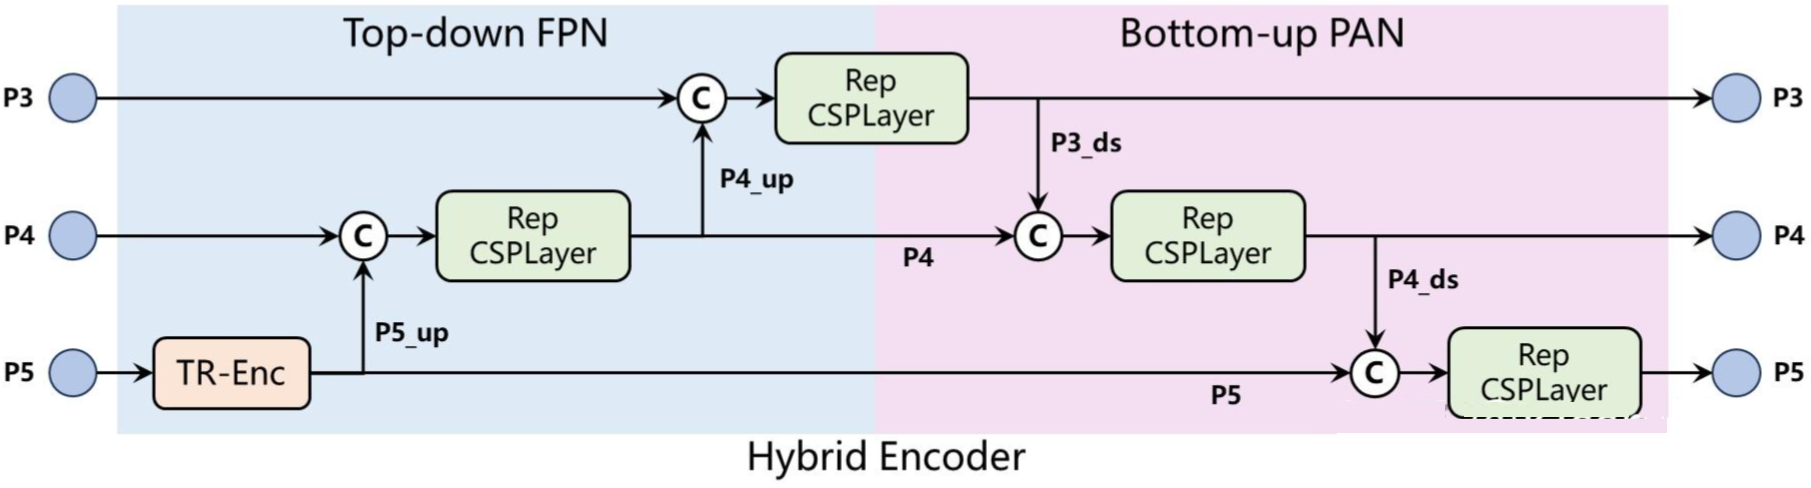 Top-down FPN
Bottom-up PAN
P3
C
Rep
CSPLayer
P3
P3_ds
P4_up
P4
C
Rep
CSPLayer
P4
C
Rep
CSPLayer
P4
P4_ds
P5_up
P5
TR-Enc
P5
C
Rep
CSPLayer
P5
Hybrid Encoder